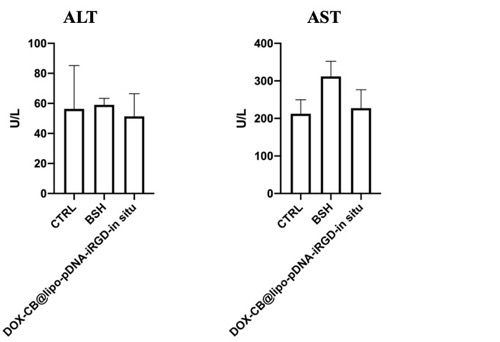 ALT
AST
100
80
60
40
20
0
U/L
CTRL
BSH
DOX-CB@lipo-pDNA-iRGD-in situ
400
300
200
100
0
U/L
CTRL
BSH
DOX-CB@lipo-pDNA-iRGD-in situ